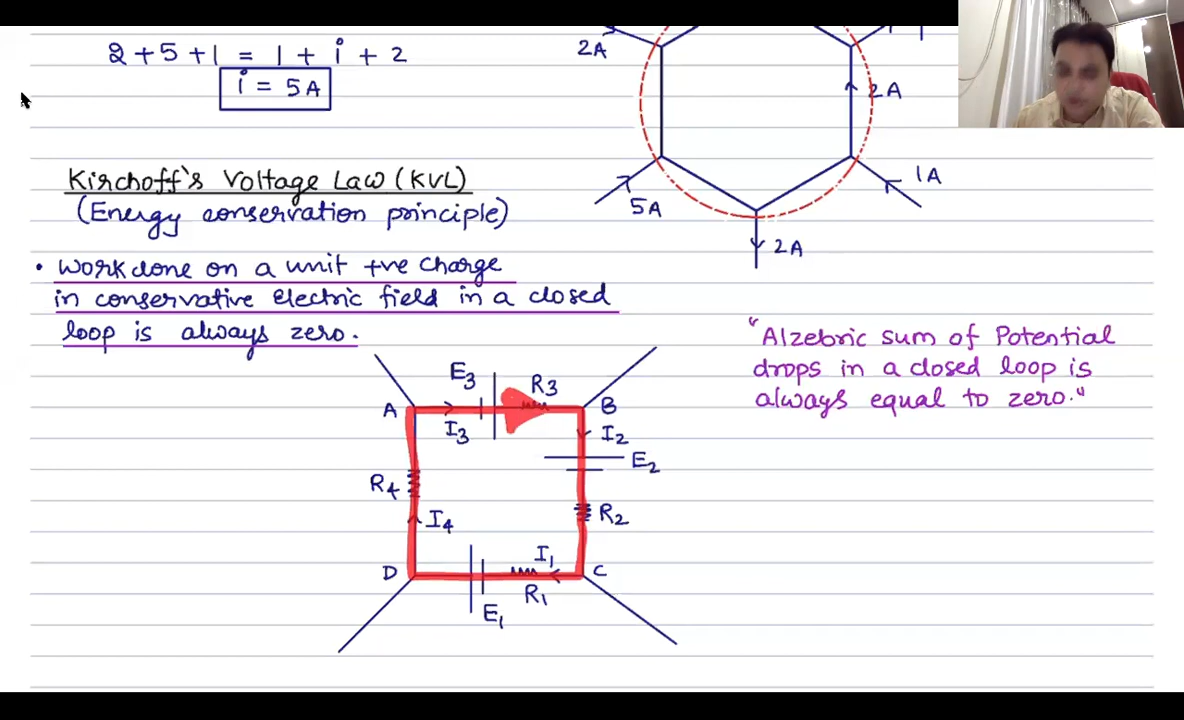 2 + 5 + 1 = 1 + i + 2
i = 5A
2A
2A
1A
5A
2A
Kirchoff's Voltage Law (KVL)
(Energy conservation principle)
• Workdone on a unit +ve charge
in conservative electric field in a closed
loop is always zero.
"Alzebric sum of Potential
drops in a closed loop is
always equal to zero."
E3
R3
A
B
I3
I2
E2
R4
R2
I4
I1
D
C
R1
E1